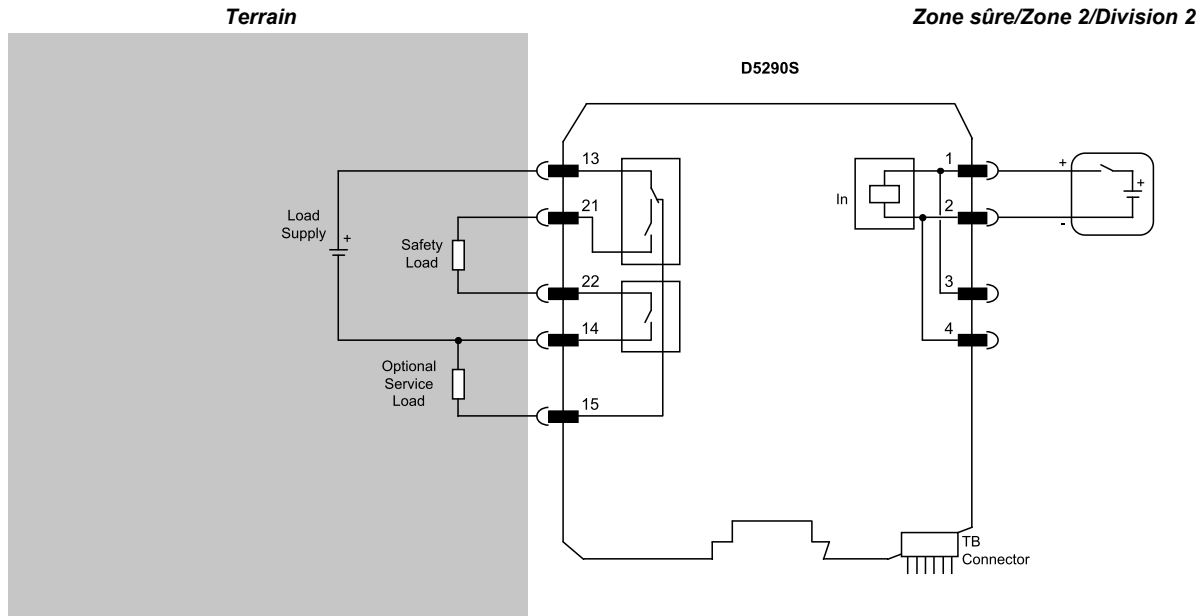 Terrain
Zone sûre/Zone 2/Division 2
D5290S
13
21
22
14
15
Load
Supply
+
Safety
Load
Optional
Service
Load
In
1
2
3
4
+
-
+
TB
Connector